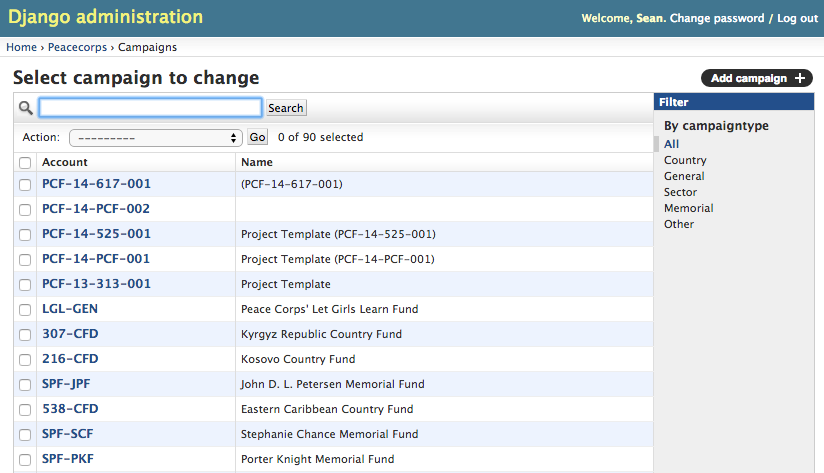 Django administration
Welcome, Sean. Change password / Log out
Home › Peacecorps › Campaigns
Select campaign to change
Add campaign +
Search
Action: --------- Go 0 of 90 selected
Account Name
PCF-14-617-001 (PCF-14-617-001)
PCF-14-PCF-002
PCF-14-525-001 Project Template (PCF-14-525-001)
PCF-14-PCF-001 Project Template (PCF-14-PCF-001)
PCF-13-313-001 Project Template
LGL-GEN Peace Corps' Let Girls Learn Fund
307-CFD Kyrgyz Republic Country Fund
216-CFD Kosovo Country Fund
SPF-JPF John D. L. Petersen Memorial Fund
538-CFD Eastern Caribbean Country Fund
SPF-SCF Stephanie Chance Memorial Fund
SPF-PKF Porter Knight Memorial Fund
Filter
By campaigntype
All
Country
General
Sector
Memorial
Other